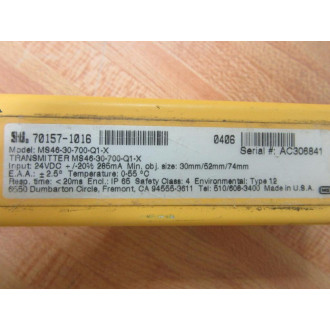 STI 70157-1016 0406
Model: MS46-30-700-Q1-X Serial #: AC306841
TRANSMITTER MS46-30-700-Q1-X
Input: 24VDC +/-20% 285mA Min. obj. size: 30mm/52mm/74mm
E.A.A.: ± 2.5° Temperature: 0-55 °C
Resp. time: <20ms Encl.: IP 65 Safety Class: 4 Environmental: Type 12
6550 Dumbarton Circle, Fremont, CA 94555-3611 Tel: 510/608-3400 Made in U.S.A.